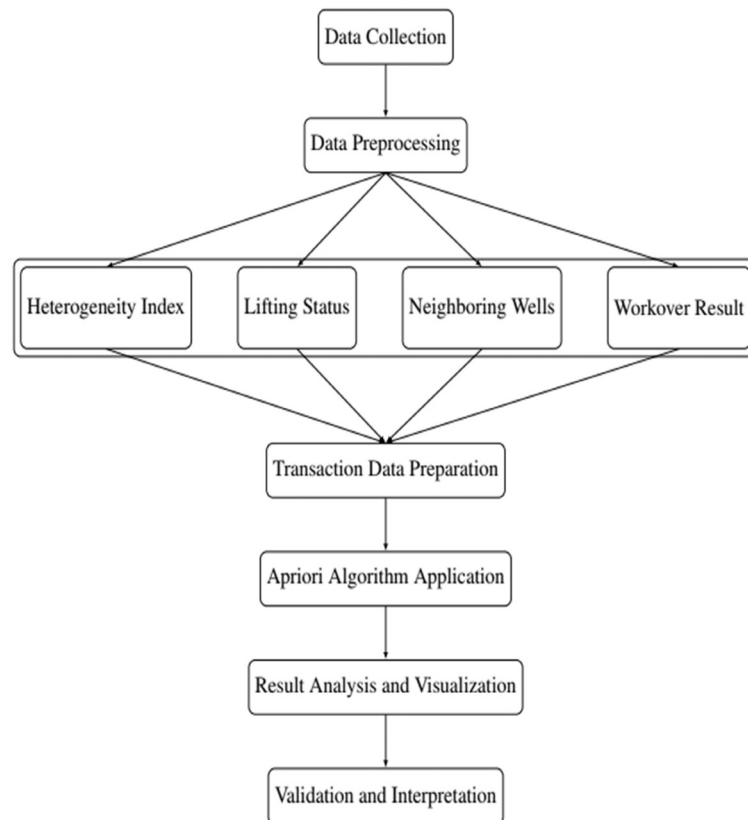 Data Collection
Data Preprocessing
Heterogeneity Index
Lifting Status
Neighboring Wells
Workover Result
Transaction Data Preparation
Apriori Algorithm Application
Result Analysis and Visualization
Validation and Interpretation